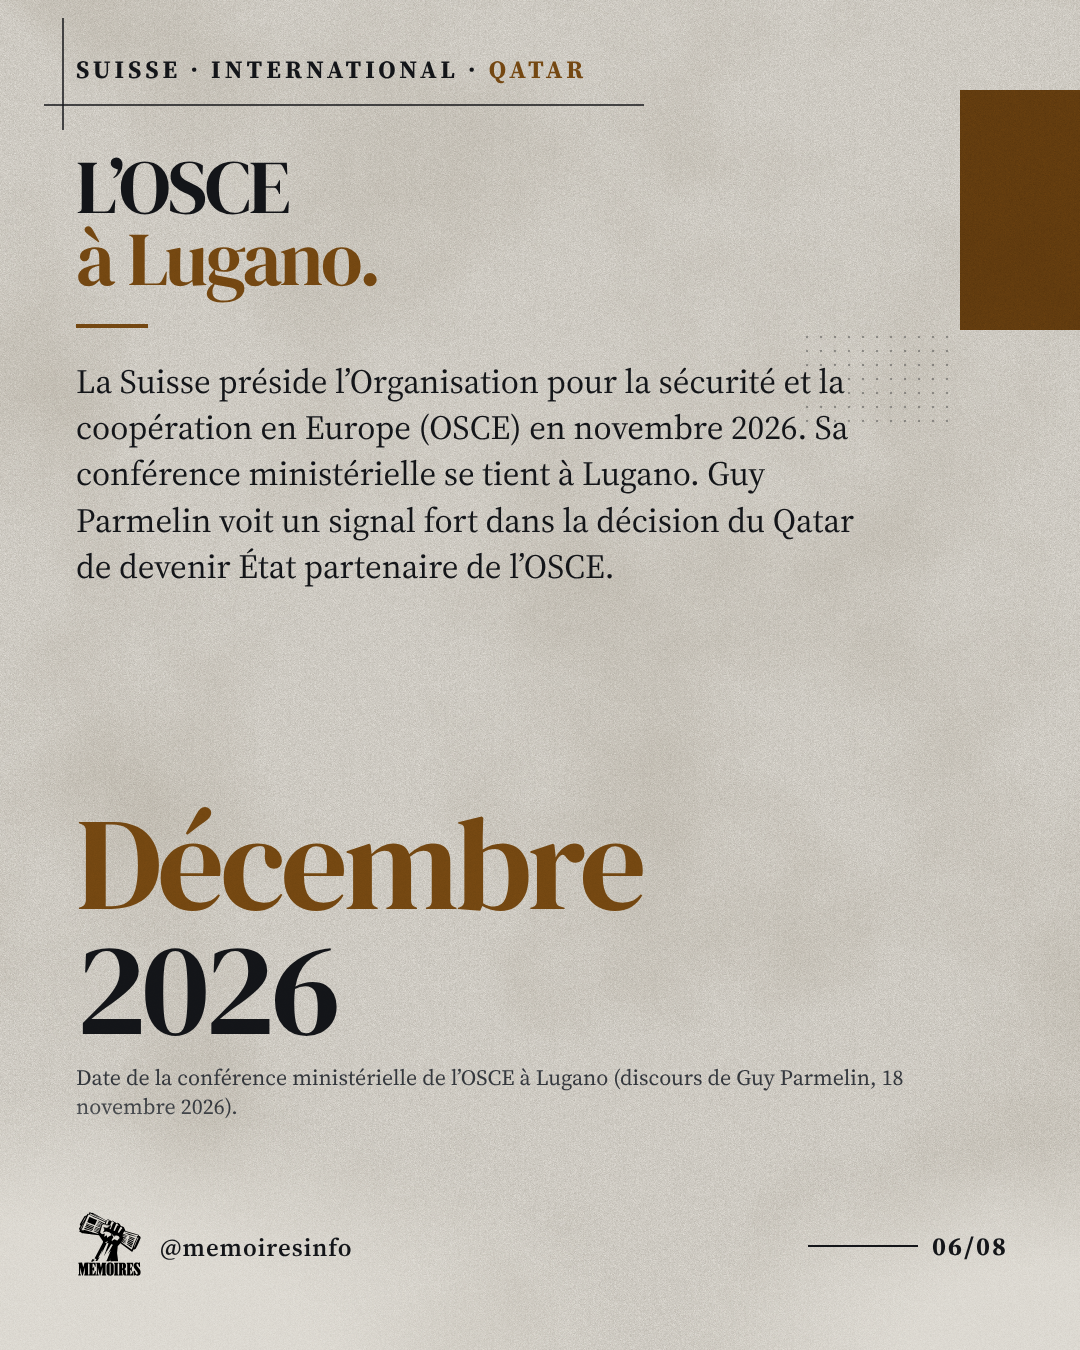 SUISSE · INTERNATIONAL · QATAR
L’OSCE
à Lugano.
La Suisse préside l’Organisation pour la sécurité et la
coopération en Europe (OSCE) en novembre 2026. Sa
conférence ministérielle se tient à Lugano. Guy
Parmelin voit un signal fort dans la décision du Qatar
de devenir État partenaire de l’OSCE.
Décembre
2026
Date de la conférence ministérielle de l’OSCE à Lugano (discours de Guy Parmelin, 18
novembre 2026).
MÉMOIRES
@memoiresinfo
06/08